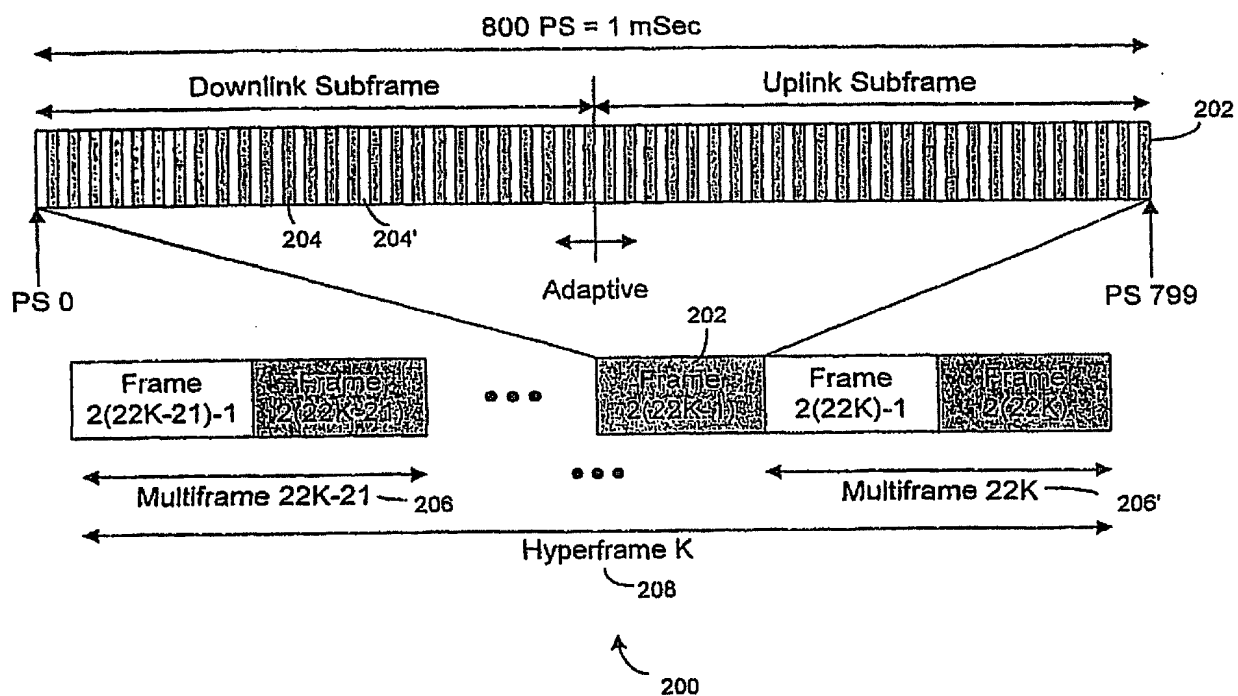 800 PS = 1 mSec
Downlink Subframe
Uplink Subframe
202
204
204'
Adaptive
PS 0
PS 799
202
Frame
2(22K-21)-1
Frame
2(22K-21)
Frame
2(22K-1)
Frame
2(22K)-1
Frame
2(22K)
Multiframe 22K-21
206
Multiframe 22K
206'
Hyperframe K
208
200